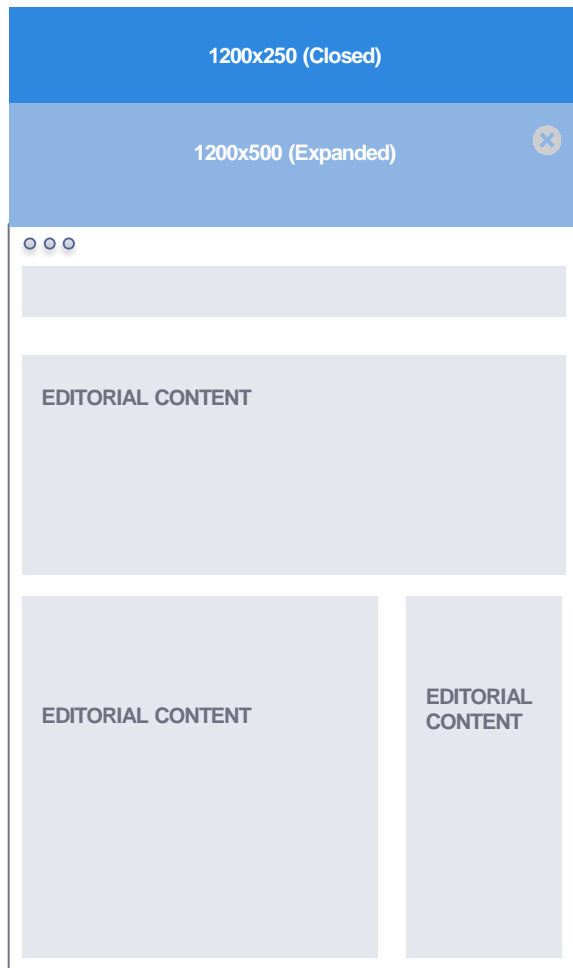 1200x250 (Closed)
1200x500 (Expanded)
EDITORIAL CONTENT
EDITORIAL CONTENT
EDITORIAL
CONTENT